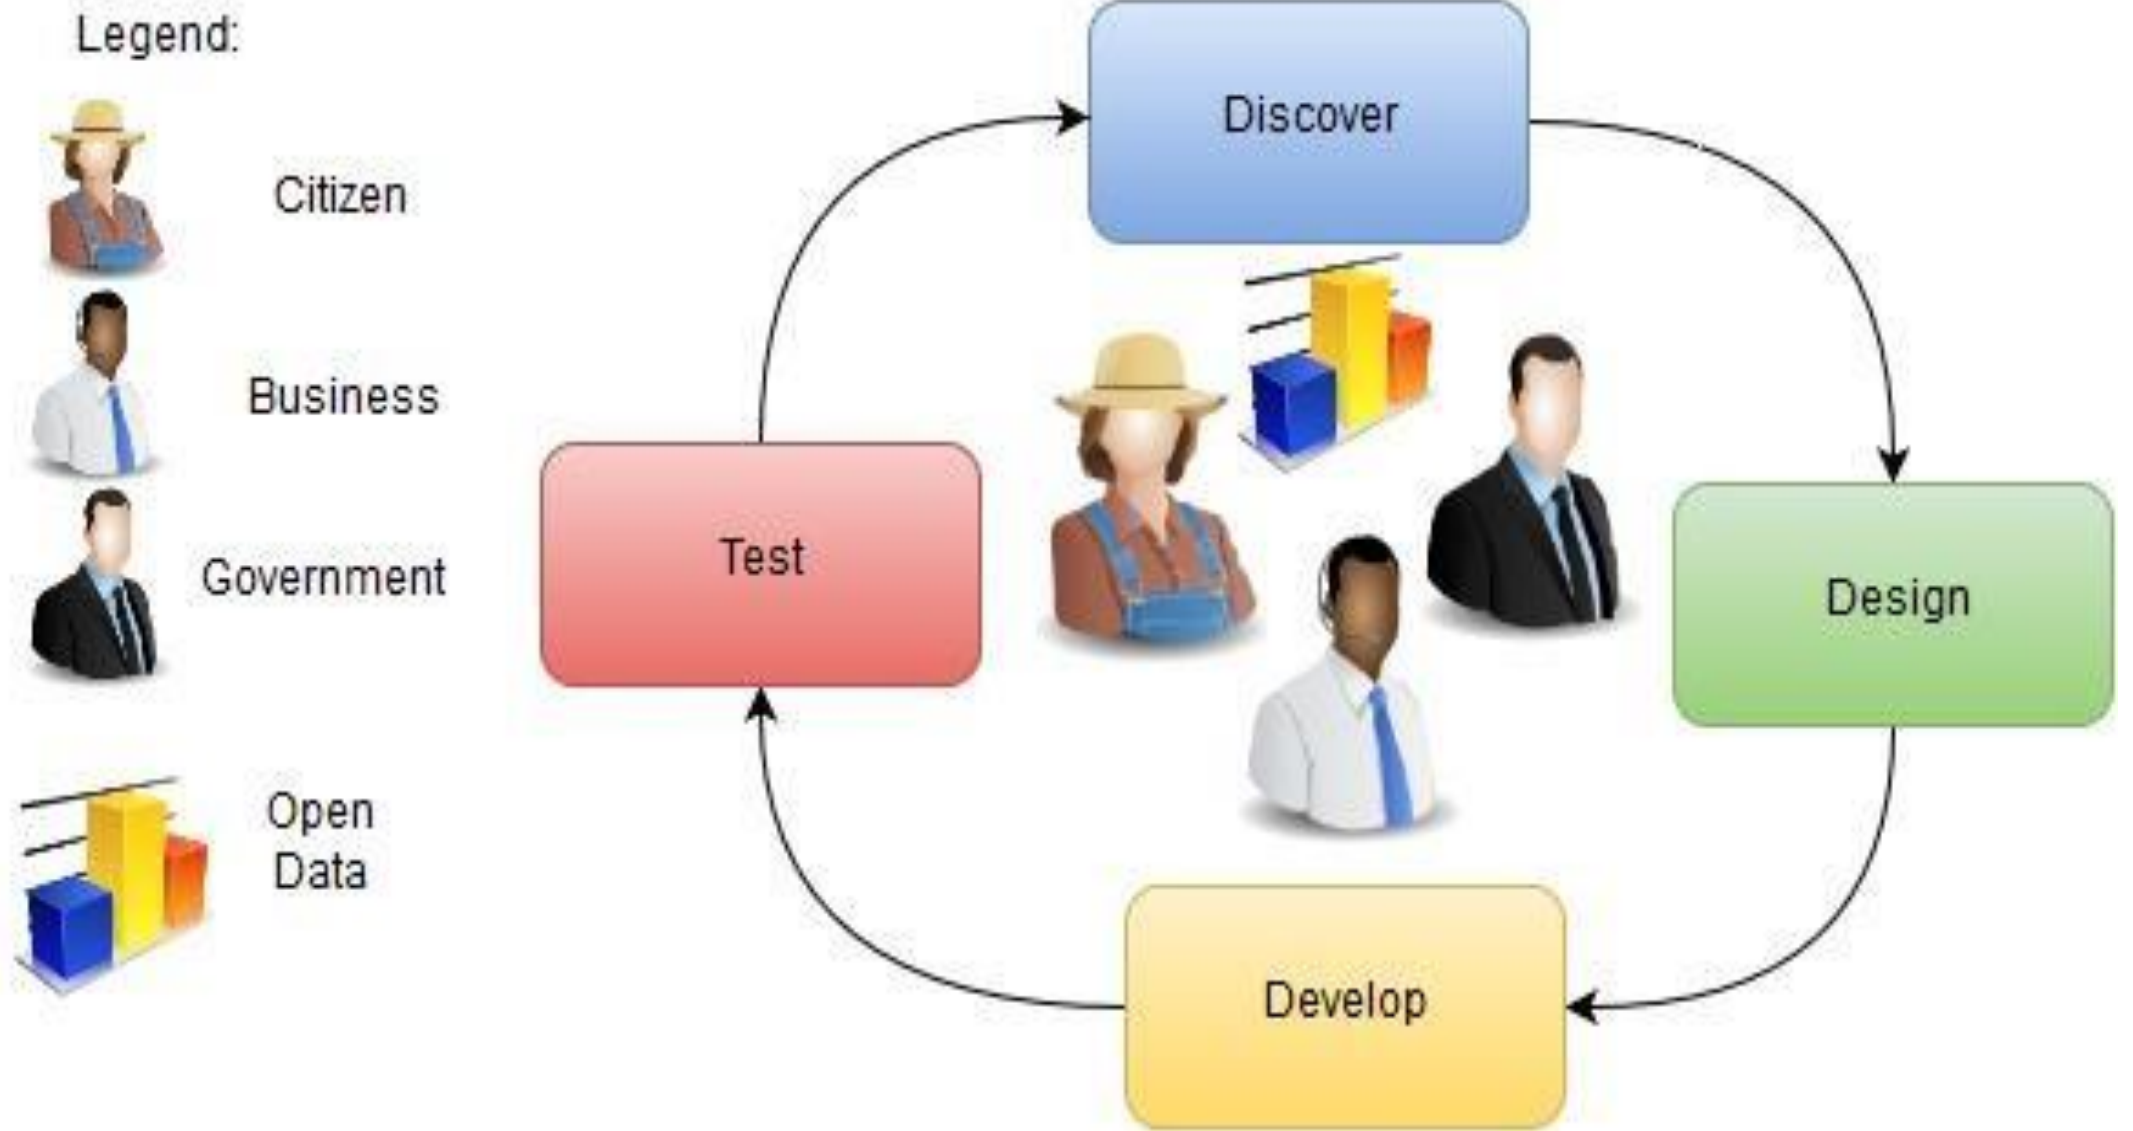 Legend:
Citizen
Business
Government
Open
Data
Discover
Test
Design
Develop